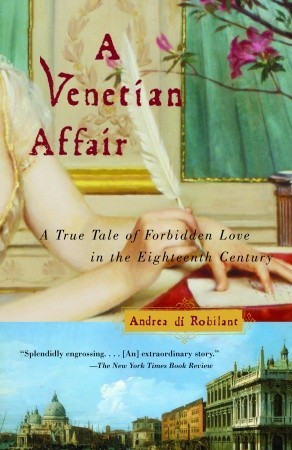 A
Venetian
Affair
A True Tale of Forbidden Love
in the Eighteenth Century
Andrea di Robilant
"Splendidly engrossing. . . . [An] extraordinary story."
—The New York Times Book Review